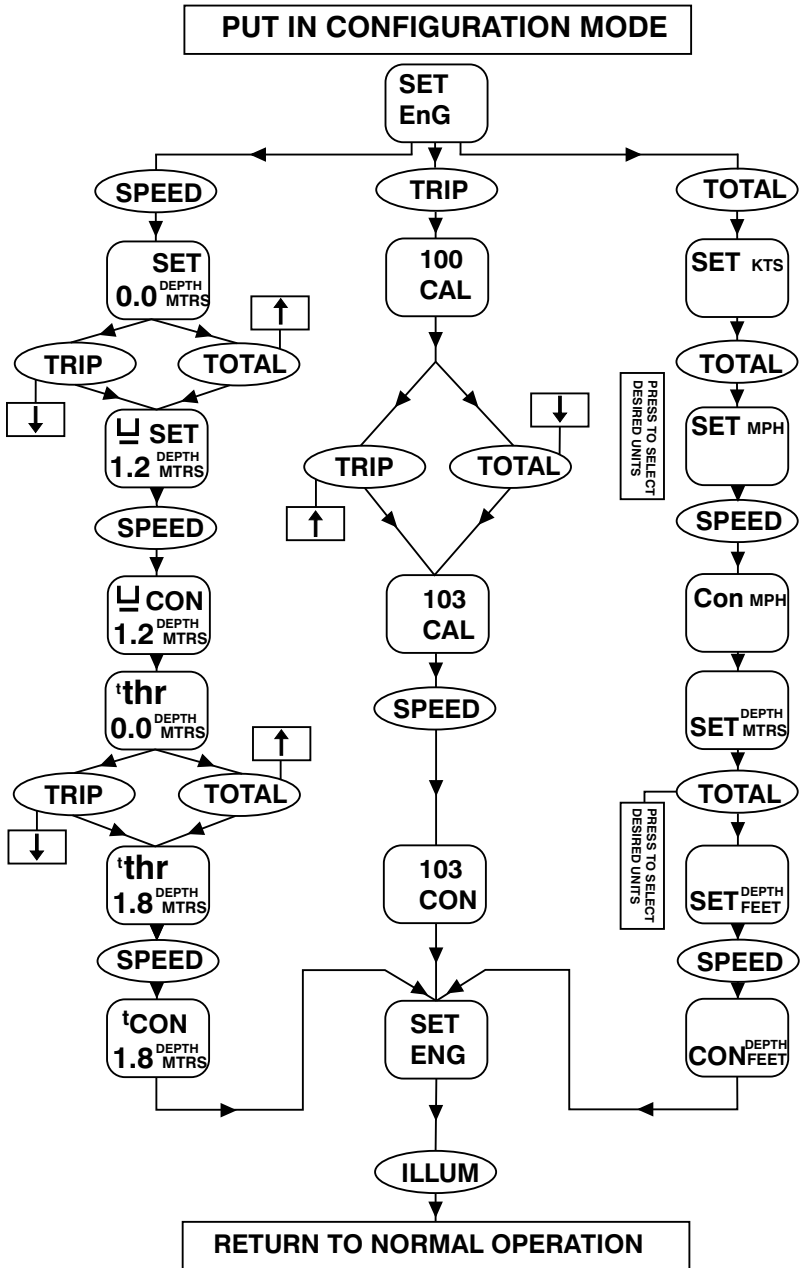 PUT IN CONFIGURATION MODE
SET
EnG
SPEED
SET
0.0 DEPTH
MTRS
TRIP
TOTAL
SET
1.2 DEPTH
MTRS
SPEED
CON
1.2 DEPTH
MTRS
tthr
0.0 DEPTH
MTRS
TRIP
TOTAL
tthr
1.8 DEPTH
MTRS
SPEED
tCON
1.8 DEPTH
MTRS
TRIP
100
CAL
TRIP
TOTAL
103
CAL
SPEED
103
CON
SET
ENG
ILLUM
TOTAL
SET KTS
TOTAL
PRESS TO SELECT
DESIRED UNITS
SET MPH
SPEED
Con MPH
SET DEPTH
MTRS
TOTAL
PRESS TO SELECT
DESIRED UNITS
SET DEPTH
FEET
SPEED
CON DEPTH
FEET
RETURN TO NORMAL OPERATION